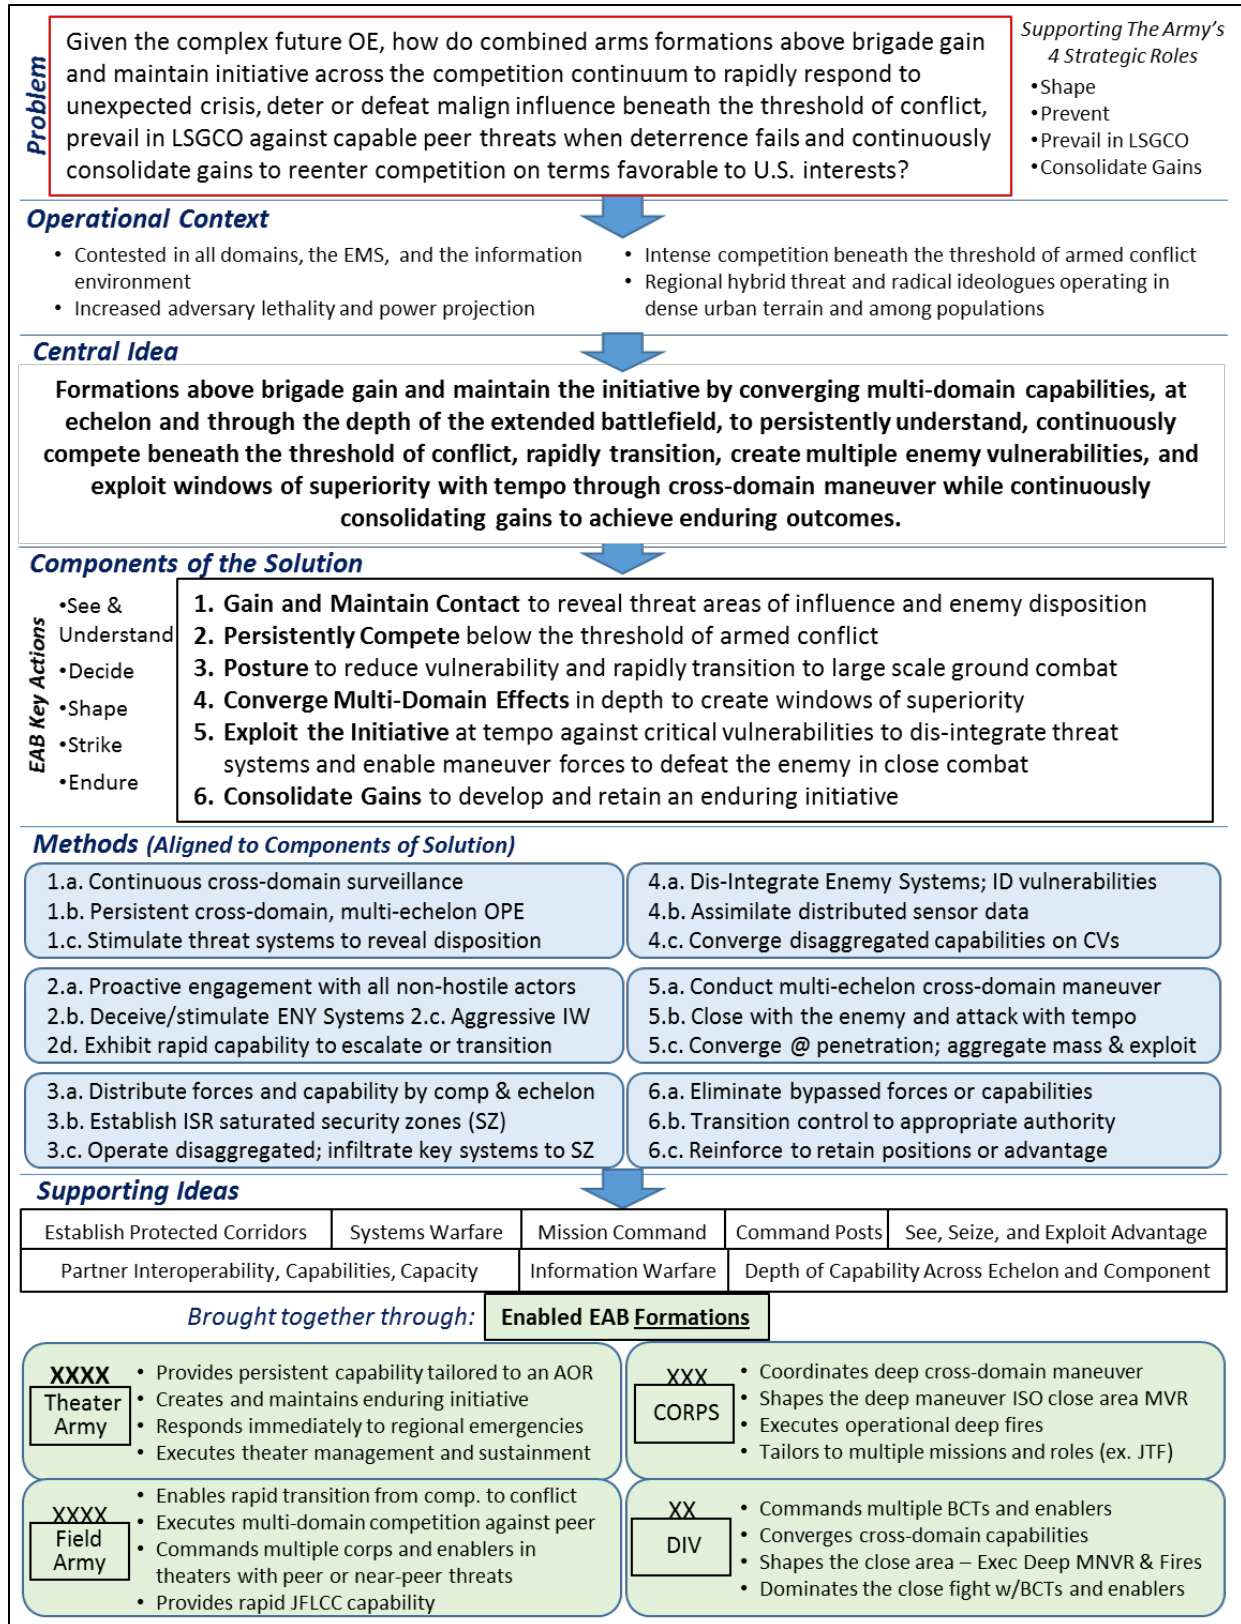 Problem
Given the complex future OE, how do combined arms formations above brigade gain
and maintain initiative across the competition continuum to rapidly respond to
unexpected crisis, deter or defeat malign influence beneath the threshold of conflict,
prevail in LSGCO against capable peer threats when deterrence fails and continuously
consolidate gains to reenter competition on terms favorable to U.S. interests?
Supporting The Army's
4 Strategic Roles
•Shape
•Prevent
•Prevail in LSGCO
•Consolidate Gains
Operational Context
• Contested in all domains, the EMS, and the information
environment
• Increased adversary lethality and power projection
• Intense competition beneath the threshold of armed conflict
• Regional hybrid threat and radical ideologues operating in
dense urban terrain and among populations
Central Idea
Formations above brigade gain and maintain the initiative by converging multi-domain capabilities, at
echelon and through the depth of the extended battlefield, to persistently understand, continuously
compete beneath the threshold of conflict, rapidly transition, create multiple enemy vulnerabilities, and
exploit windows of superiority with tempo through cross-domain maneuver while continuously
consolidating gains to achieve enduring outcomes.
Components of the Solution
EAB Key Actions
•See &
Understand
•Decide
•Shape
•Strike
•Endure
1. Gain and Maintain Contact to reveal threat areas of influence and enemy disposition
2. Persistently Compete below the threshold of armed conflict
3. Posture to reduce vulnerability and rapidly transition to large scale ground combat
4. Converge Multi-Domain Effects in depth to create windows of superiority
5. Exploit the Initiative at tempo against critical vulnerabilities to dis-integrate threat
systems and enable maneuver forces to defeat the enemy in close combat
6. Consolidate Gains to develop and retain an enduring initiative
Methods (Aligned to Components of Solution)
1.a. Continuous cross-domain surveillance
1.b. Persistent cross-domain, multi-echelon OPE
1.c. Stimulate threat systems to reveal disposition
4.a. Dis-Integrate Enemy Systems; ID vulnerabilities
4.b. Assimilate distributed sensor data
4.c. Converge disaggregated capabilities on CVs
2.a. Proactive engagement with all non-hostile actors
2.b. Deceive/stimulate ENY Systems 2.c. Aggressive IW
2d. Exhibit rapid capability to escalate or transition
5.a. Conduct multi-echelon cross-domain maneuver
5.b. Close with the enemy and attack with tempo
5.c. Converge @ penetration; aggregate mass & exploit
3.a. Distribute forces and capability by comp & echelon
3.b. Establish ISR saturated security zones (SZ)
3.c. Operate disaggregated; infiltrate key systems to SZ
6.a. Eliminate bypassed forces or capabilities
6.b. Transition control to appropriate authority
6.c. Reinforce to retain positions or advantage
Supporting Ideas
Establish Protected Corridors
Systems Warfare
Mission Command
Command Posts
See, Seize, and Exploit Advantage
Partner Interoperability, Capabilities, Capacity
Information Warfare
Depth of Capability Across Echelon and Component
Brought together through:
Enabled EAB Formations
XXXX
Theater
Army
• Provides persistent capability tailored to an AOR
• Creates and maintains enduring initiative
• Responds immediately to regional emergencies
• Executes theater management and sustainment
XXX
CORPS
• Coordinates deep cross-domain maneuver
• Shapes the deep maneuver ISO close area MVR
• Executes operational deep fires
• Tailors to multiple missions and roles (ex. JTF)
XXXX
Field
Army
• Enables rapid transition from comp. to conflict
• Executes multi-domain competition against peer
• Commands multiple corps and enablers in
theaters with peer or near-peer threats
• Provides rapid JFLCC capability
XX
DIV
• Commands multiple BCTs and enablers
• Converges cross-domain capabilities
• Shapes the close area – Exec Deep MNVR & Fires
• Dominates the close fight w/BCTs and enablers